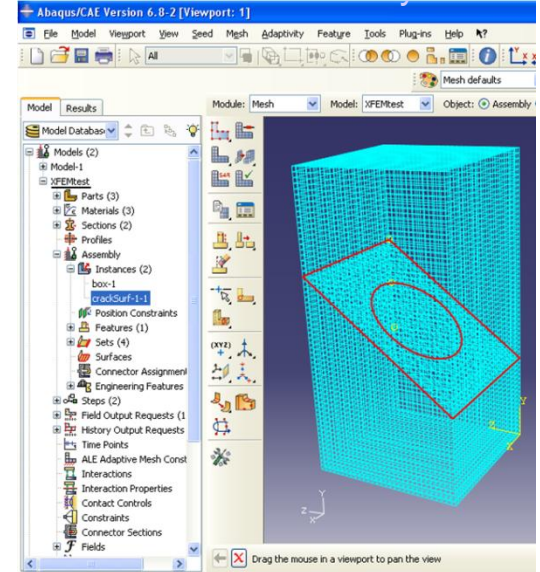 Abaqus/CAE Version 6.8-2 [Viewport: 1]
File Model Viewport View Seed Mesh Adaptivity Feature Tools Plug-ins Help
All
Mesh defaults
Model Results
Module: Mesh Model: XFEMtest Object: Assembly
Model Databas
Models (2)
Model-1
XFEMtest
Parts (3)
Materials (3)
Sections (2)
Profiles
Assembly
Instances (2)
box-1
crackSurf-1-1
Position Constraints
Features (1)
Sets (4)
Surfaces
Connector Assignment
Engineering Features
Steps (2)
Field Output Requests (1
History Output Requests
Time Points
ALE Adaptive Mesh Const
Interactions
Interaction Properties
Contact Controls
Constraints
Connector Sections
Fields
(XYZ)
Y
Z
X
Y
Z
X
Drag the mouse in a viewport to pan the view